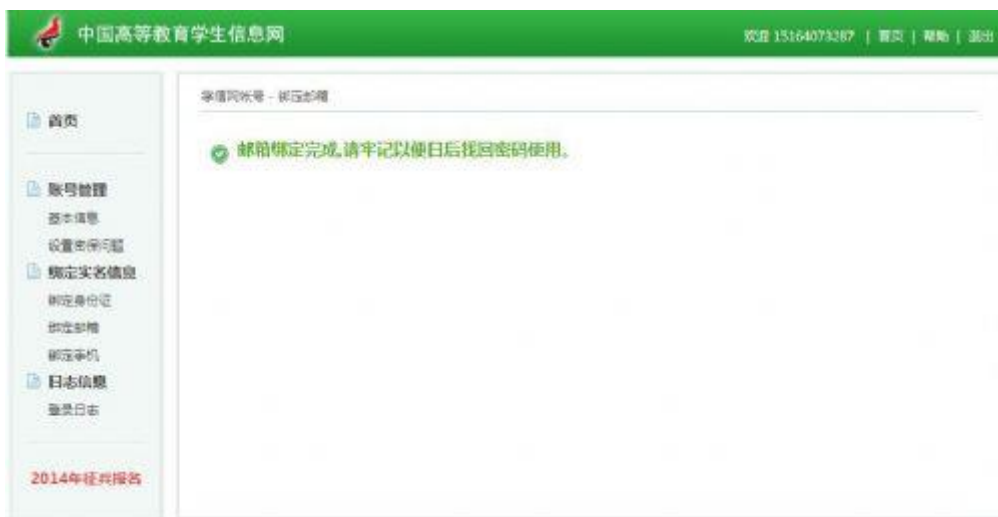 中国高等教育学生信息网
欢迎 15164073287 | 首页 | 帮助 | 退出
学信网帐号 - 绑定邮箱
首页
邮箱绑定完成,请牢记以便日后找回密码使用。
账号管理
基本信息
设置密保问题
绑定实名信息
绑定身份证
绑定邮箱
绑定手机
日志信息
登录日志
2014年征兵报名